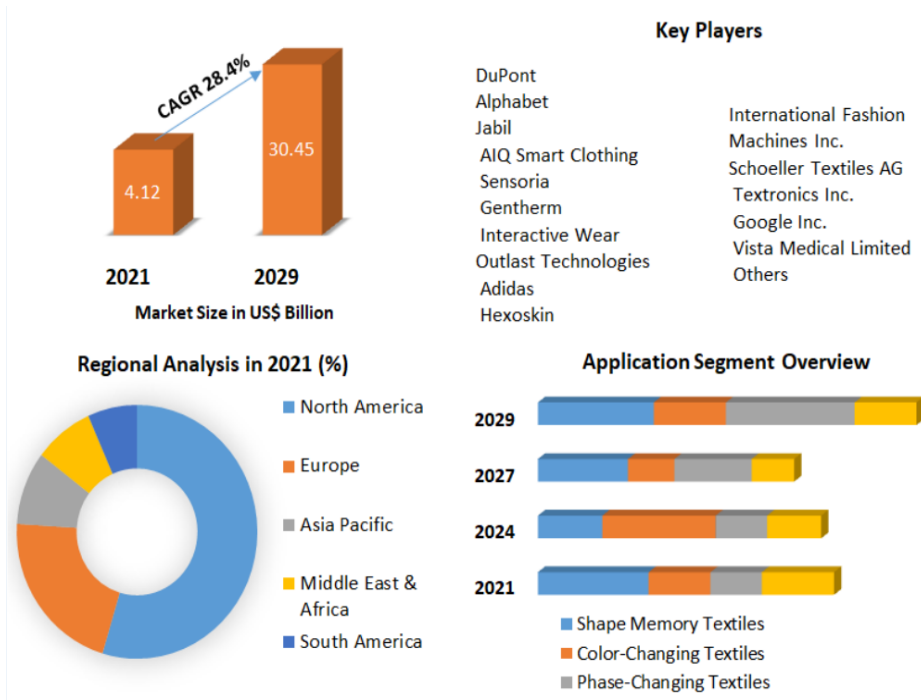 CAGR 28.4%
4.12
30.45
2021
2029
Market Size in US$ Billion
Key Players
DuPont
Alphabet
Jabil
AIQ Smart Clothing
Sensoria
Gentherm
Interactive Wear
Outlast Technologies
Adidas
Hexoskin
International Fashion
Machines Inc.
Schoeller Textiles AG
Textronics Inc.
Google Inc.
Vista Medical Limited
Others
Regional Analysis in 2021 (%)
North America
Europe
Asia Pacific
Middle East &
Africa
South America
Application Segment Overview
2029
2027
2024
2021
Shape Memory Textiles
Color-Changing Textiles
Phase-Changing Textiles